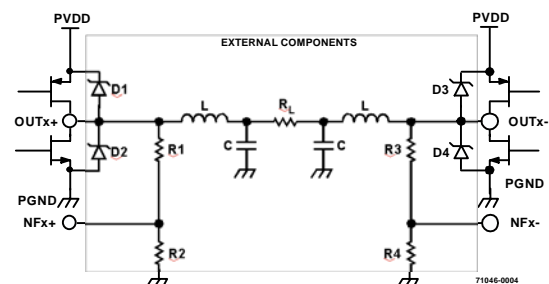 PVDD
PVDD
EXTERNAL COMPONENTS
D1
D3
L
RL
L
OUTx+
OUTx-
D2
R1
C
C
R3
D4
PGND
PGND
NFx+
NFx-
R2
R4
71046-0004